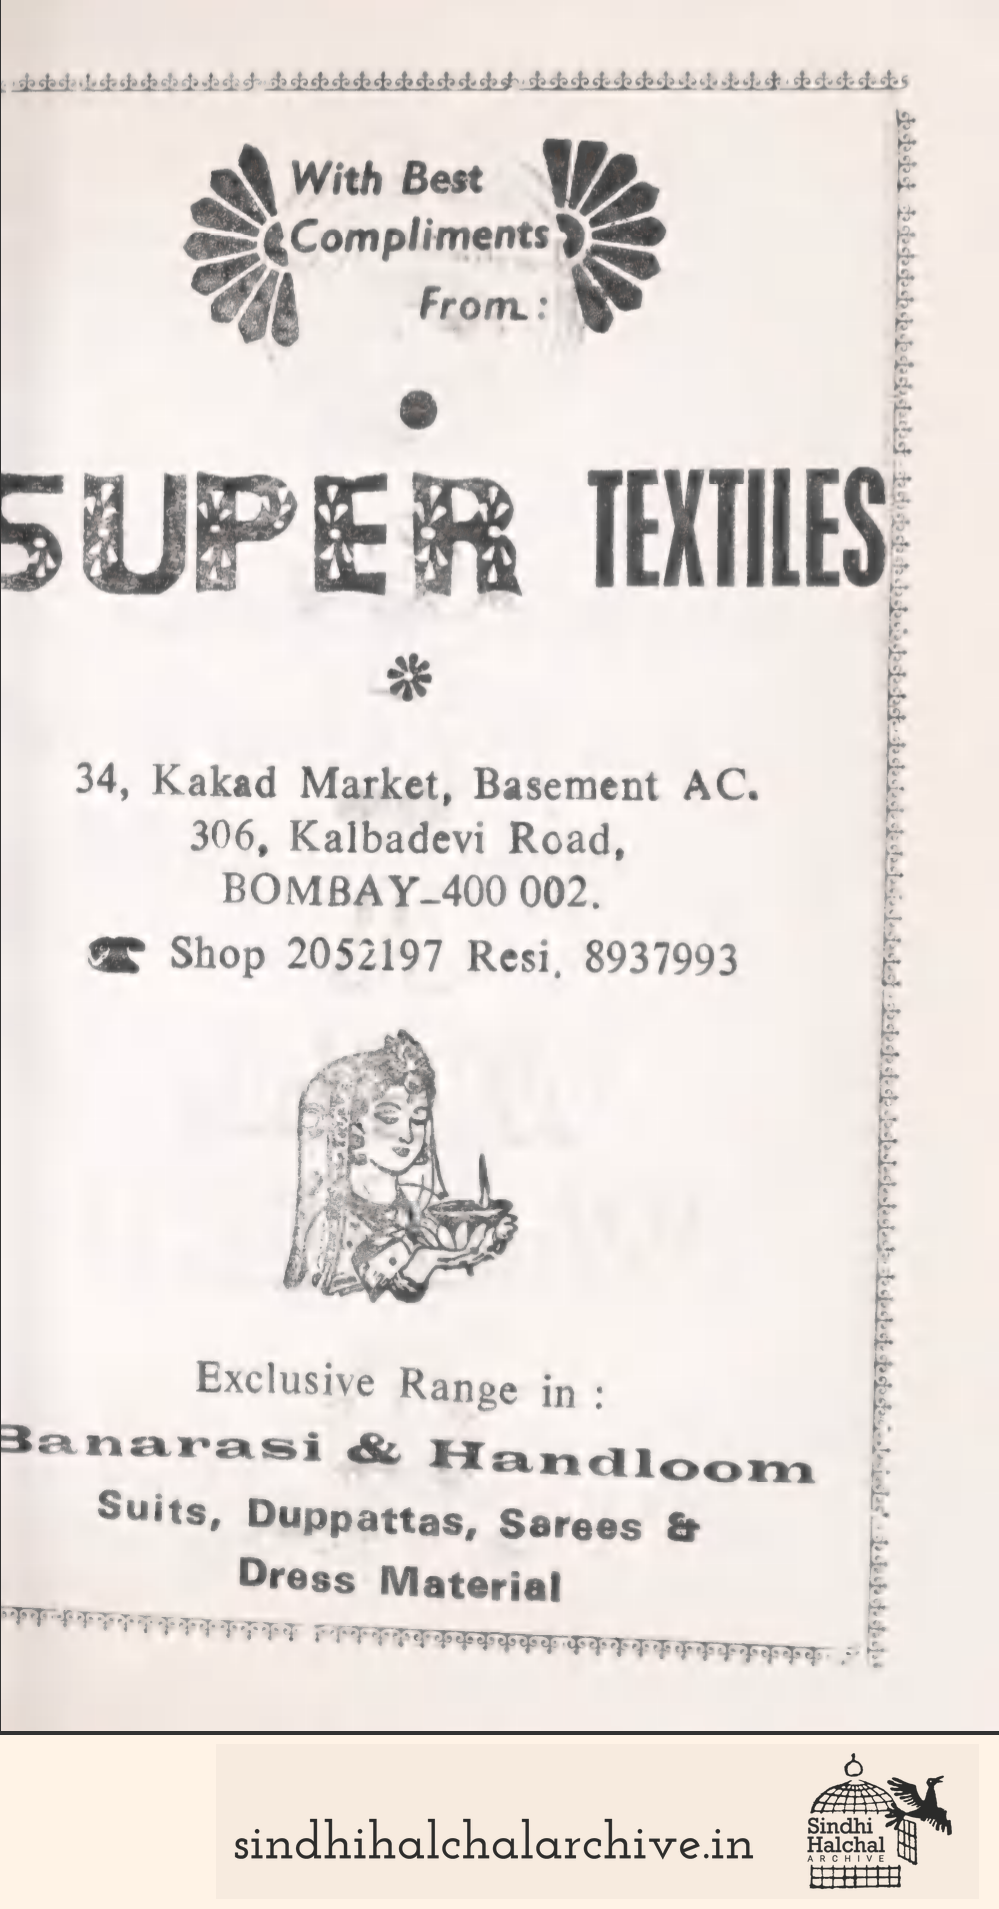 With Best
Compliments
From :
SUPER TEXTILES
34, Kakad Market, Basement AC.
306, Kalbadevi Road,
BOMBAY-400 002.
Shop 2052197 Resi. 8937993
Exclusive Range in :
Banarasi & Handloom
Suits, Duppattas, Sarees &
Dress Material
sindhihalchalarchive.in
Sindhi
Halchal
ARCHIVE